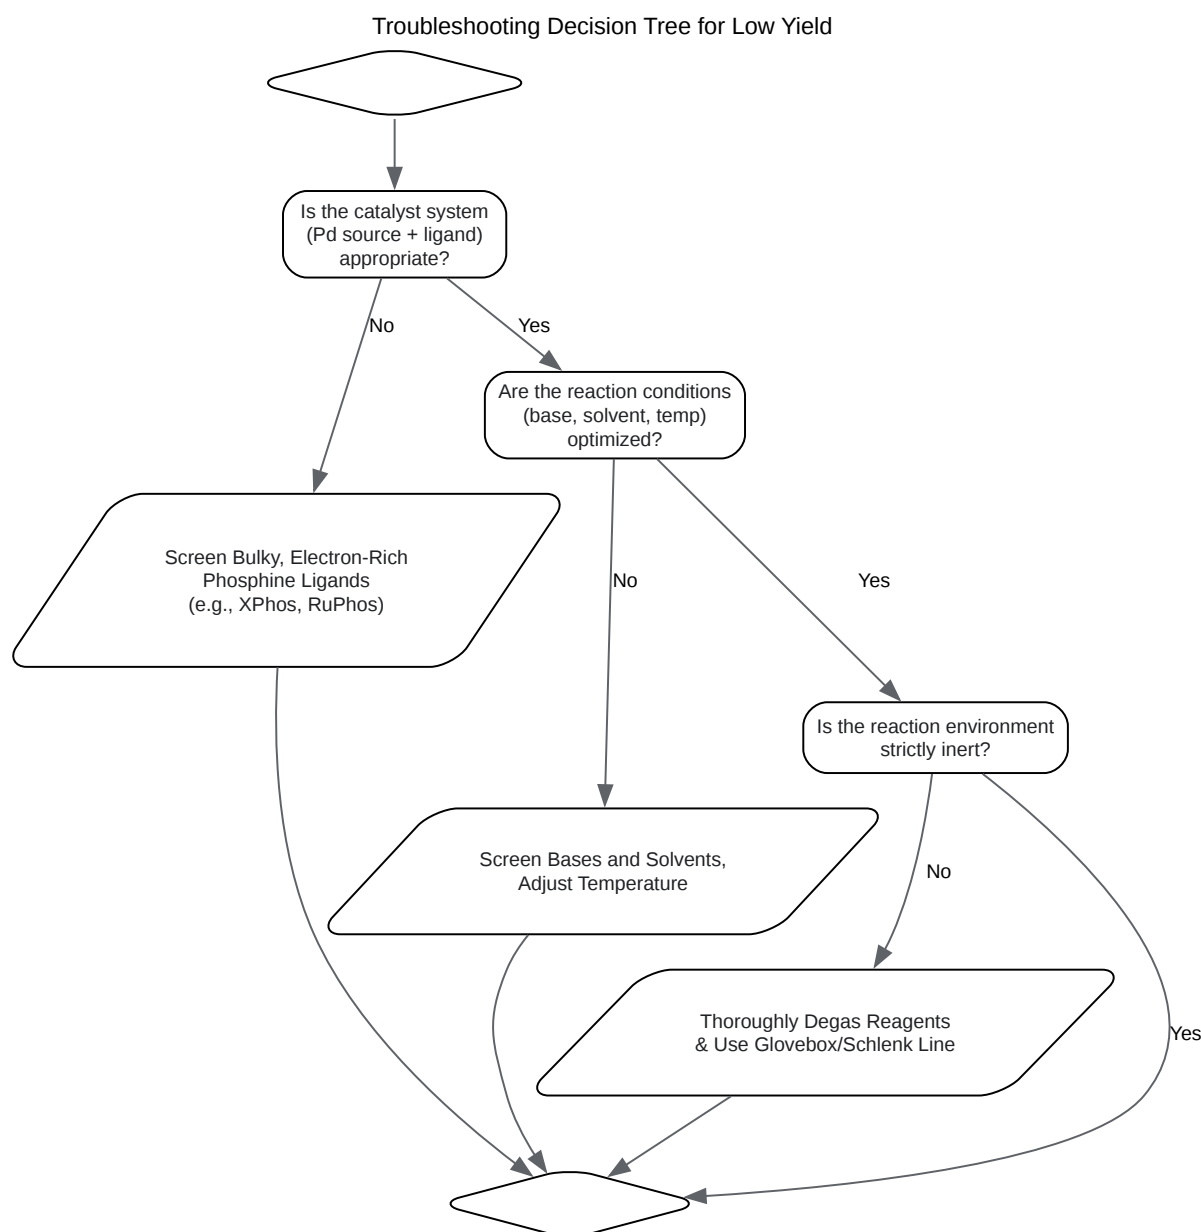 Troubleshooting Decision Tree for Low Yield
Is the catalyst system
(Pd source + ligand)
appropriate?
No
Yes
Are the reaction conditions
(base, solvent, temp)
optimized?
Screen Bulky, Electron-Rich
Phosphine Ligands
(e.g., XPhos, RuPhos)
No
Yes
Is the reaction environment
strictly inert?
Screen Bases and Solvents,
Adjust Temperature
No
Thoroughly Degas Reagents
& Use Glovebox/Schlenk Line
Yes